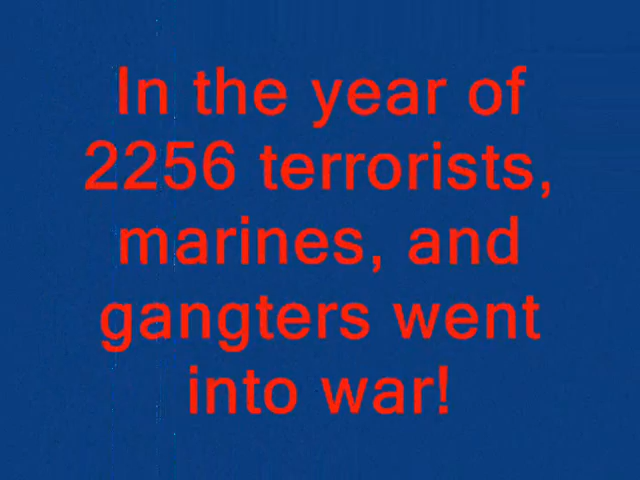 In the year of
2256 terrorists,
marines, and
gangters went
into war!